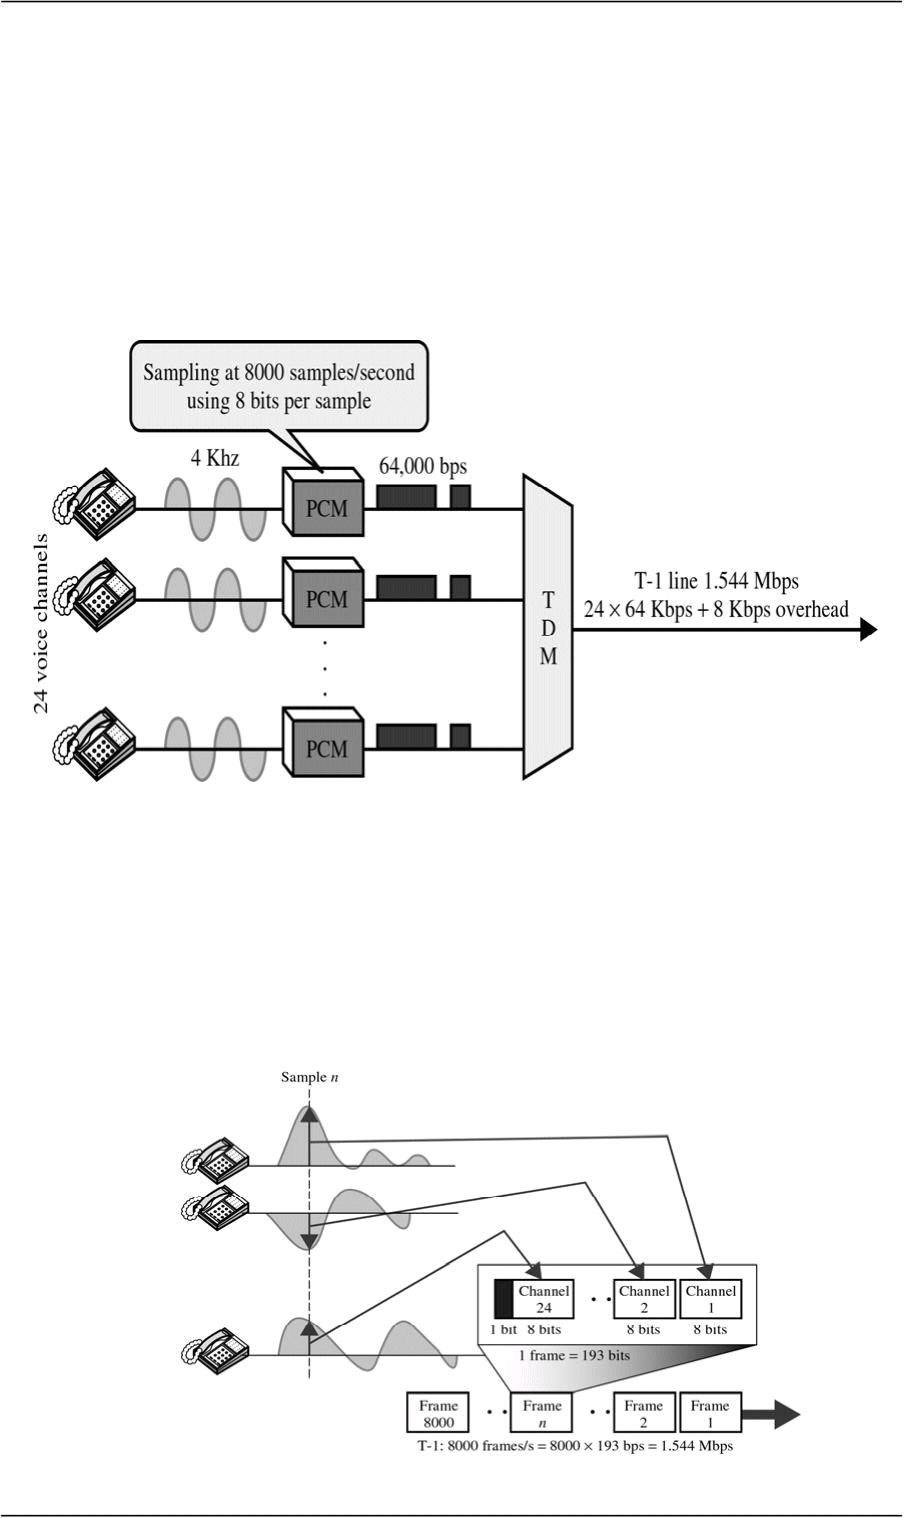 Sampling at 8000 samples/second
using 8 bits per sample
4 Khz
64,000 bps
PCM
PCM
PCM
24 voice channels
T
D
M
T-1 line 1.544 Mbps
24 × 64 Kbps + 8 Kbps overhead
Sample n
Channel
24
Channel
2
Channel
1
1 bit 8 bits
8 bits
8 bits
1 frame = 193 bits
Frame
8000
Frame
n
Frame
2
Frame
1
T-1: 8000 frames/s = 8000 × 193 bps = 1.544 Mbps